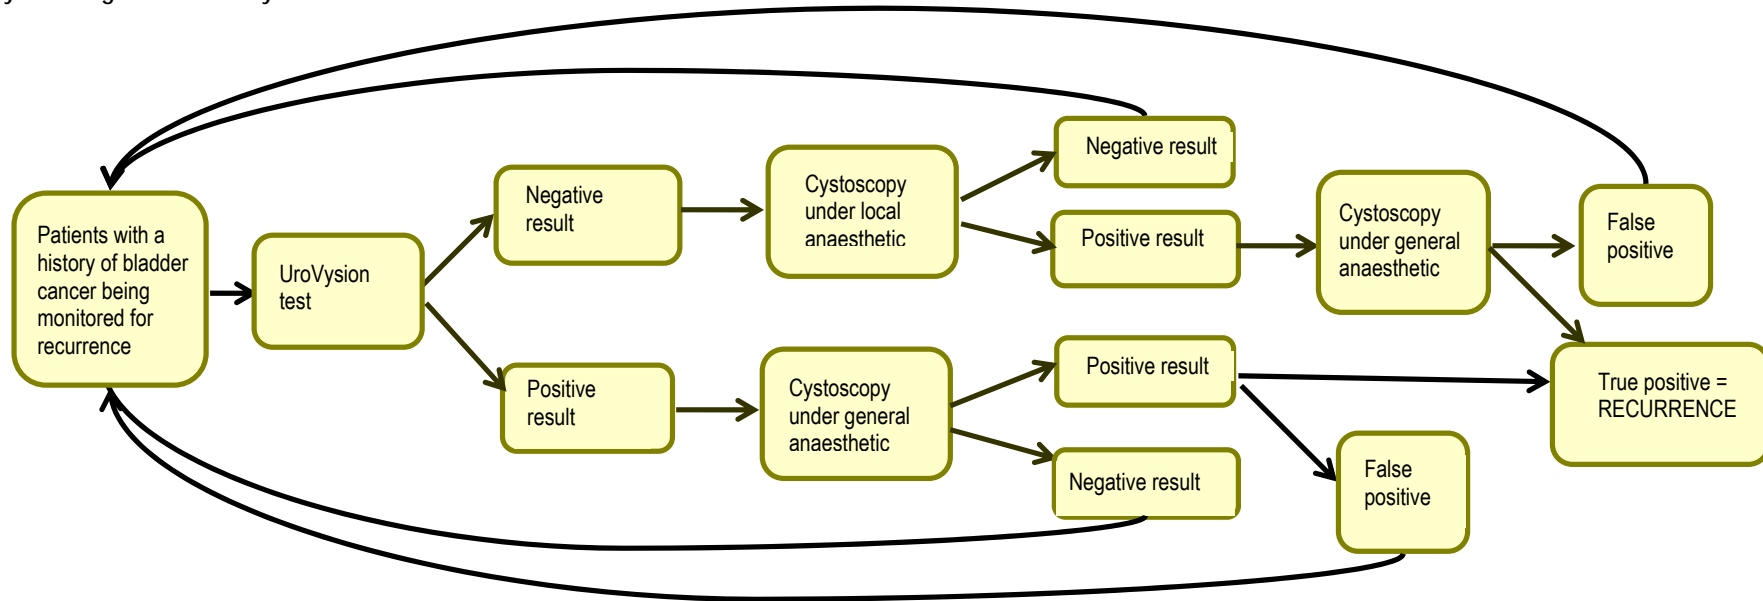 Patients with a
history of bladder
cancer being
monitored for
recurrence
UroVysion
test
Negative
result
Positive
result
Cystoscopy
under local
anaesthetic
Cystoscopy
under general
anaesthetic
Negative result
Positive result
Positive result
Negative result
Cystoscopy
under general
anaesthetic
False
positive
False
positive
True positive =
RECURRENCE